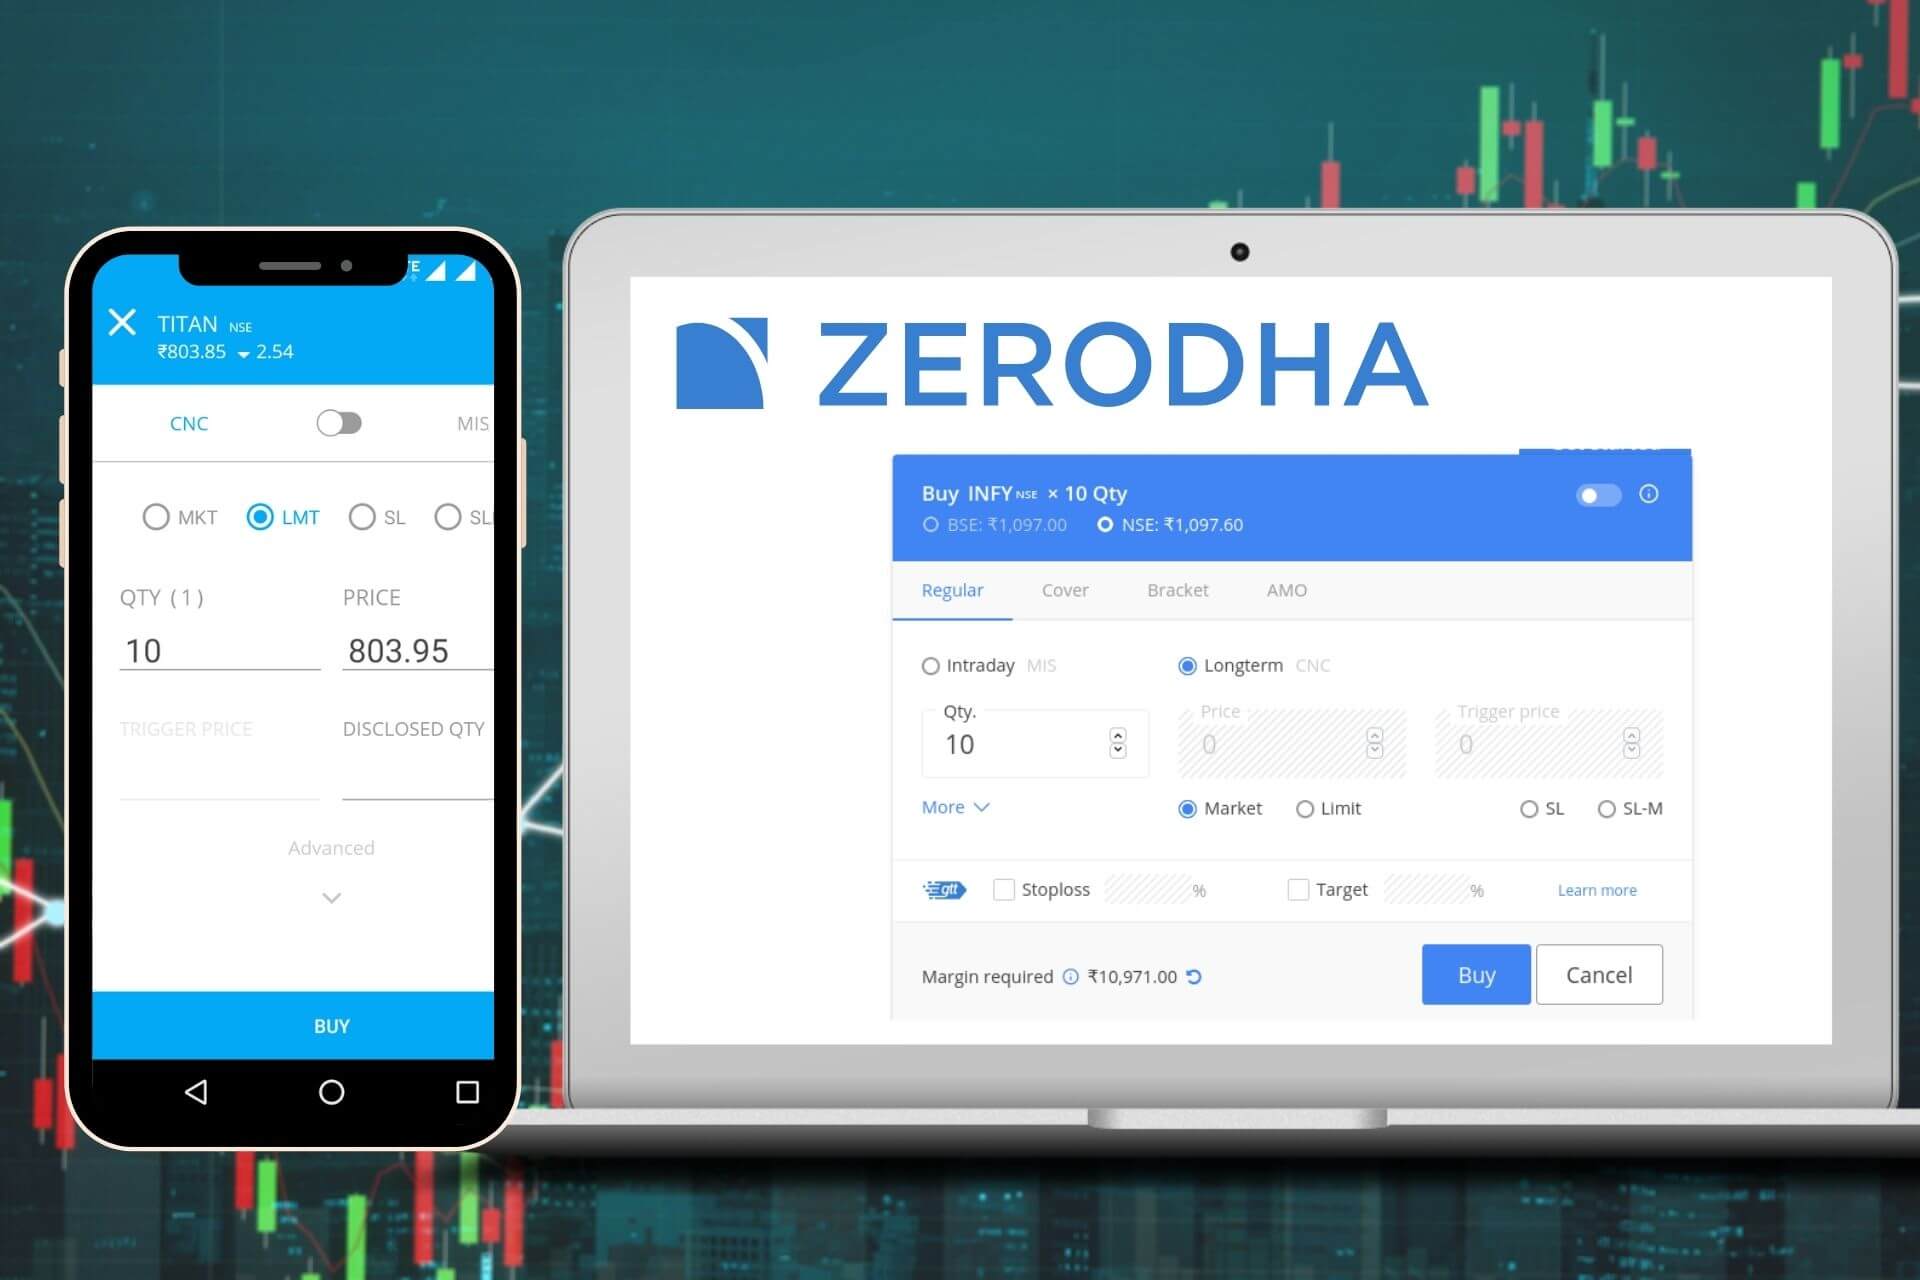 TITAN NSE
₹803.85 2.54
CNC MIS
MKT LMT SL
QTY (1) PRICE
10 803.95
TRIGGER PRICE DISCLOSED QTY
Advanced
BUY
ZERODHA
Buy INFY NSE × 10 Qty
BSE: ₹1,097.00 NSE: ₹1,097.60
Regular Cover Bracket AMO
Intraday MIS Longterm CNC
Qty. Price Trigger price
10 0 0
More Market Limit SL SL-M
gtt Stoploss % Target % Learn more
Margin required ₹10,971.00 Buy Cancel